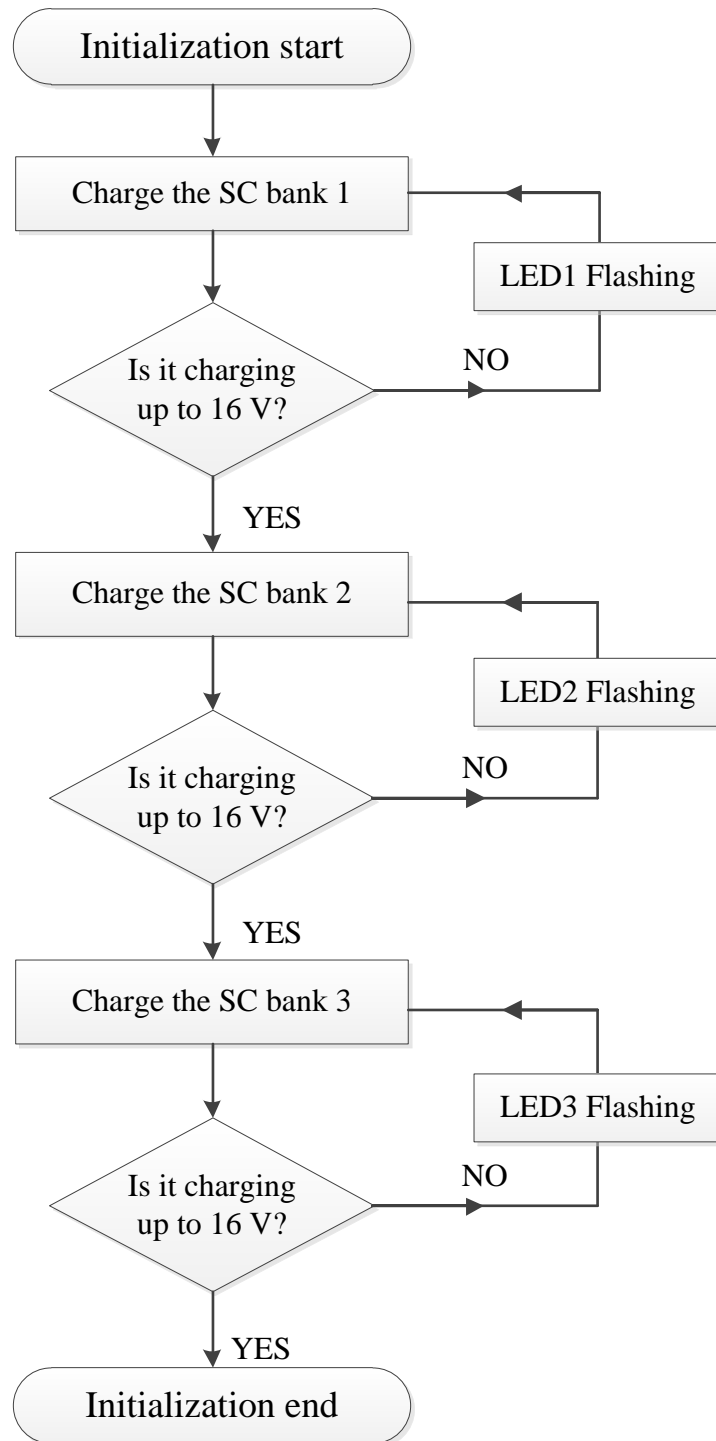 Initialization start
Charge the SC bank 1
LED1 Flashing
Is it charging
up to 16 V?
NO
YES
Charge the SC bank 2
LED2 Flashing
Is it charging
up to 16 V?
NO
YES
Charge the SC bank 3
LED3 Flashing
Is it charging
up to 16 V?
NO
YES
Initialization end